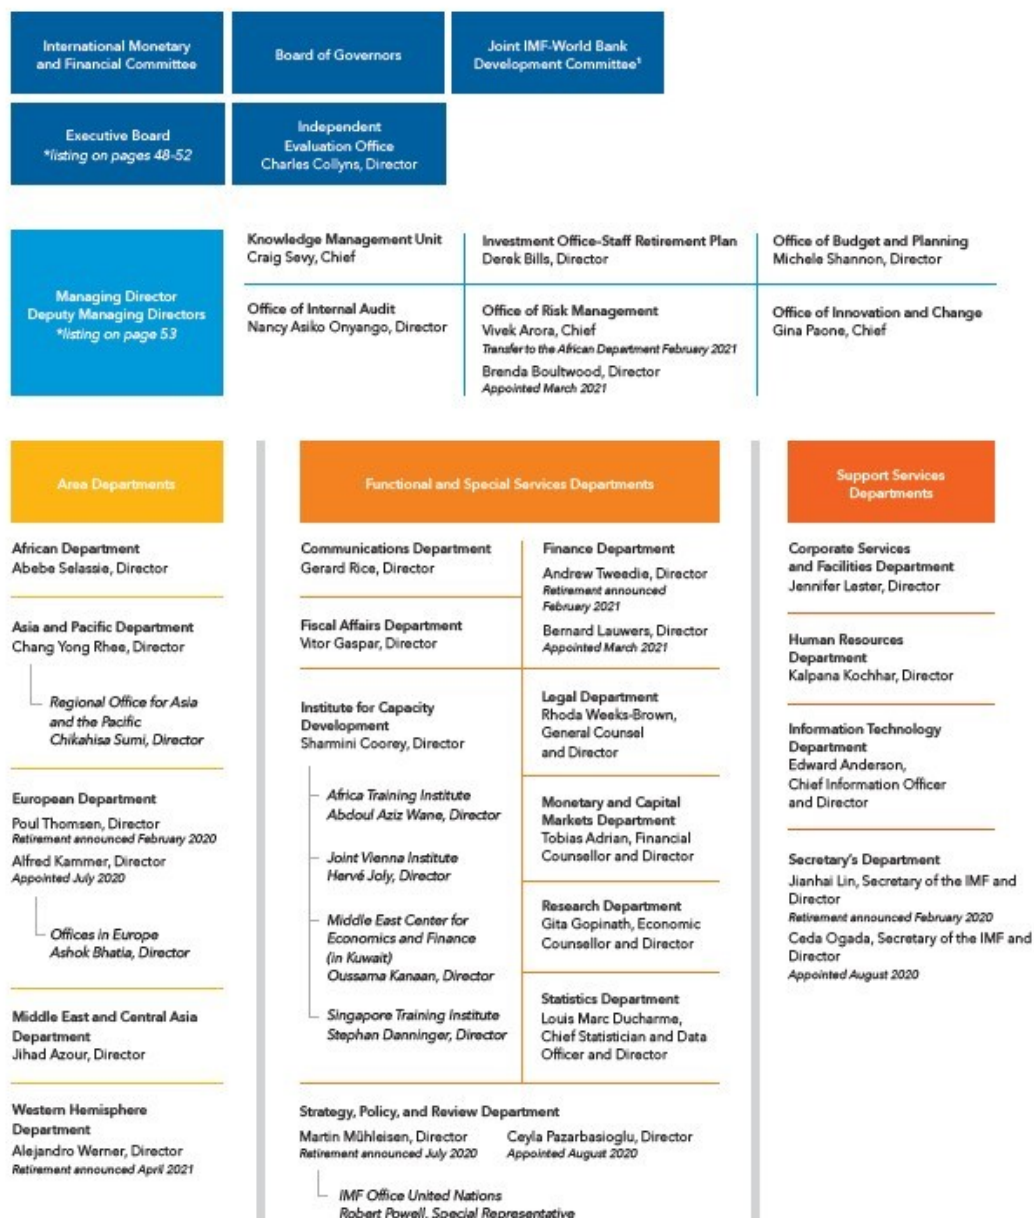 International Monetary
and Financial Committee
Board of Governors
Joint IMF-World Bank
Development Committee¹
Executive Board
*listing on pages 48-52
Independent
Evaluation Office
Charles Collyns, Director
Managing Director
Deputy Managing Directors
*listing on page 53
Knowledge Management Unit
Craig Sevy, Chief
Investment Office–Staff Retirement Plan
Derek Bills, Director
Office of Budget and Planning
Michele Shannon, Director
Office of Internal Audit
Nancy Asiko Onyango, Director
Office of Risk Management
Vivek Arora, Chief
Transfer to the African Department February 2021
Brenda Boultwood, Director
Appointed March 2021
Office of Innovation and Change
Gina Paone, Chief
Area Departments
African Department
Abebe Selassie, Director
Asia and Pacific Department
Chang Yong Rhee, Director
Regional Office for Asia
and the Pacific
Chikahisa Sumi, Director
European Department
Poul Thomsen, Director
Retirement announced February 2020
Alfred Kammer, Director
Appointed July 2020
Offices in Europe
Ashok Bhatia, Director
Middle East and Central Asia
Department
Jihad Azour, Director
Western Hemisphere
Department
Alejandro Werner, Director
Retirement announced April 2021
Functional and Special Services Departments
Communications Department
Gerard Rice, Director
Fiscal Affairs Department
Vitor Gaspar, Director
Institute for Capacity
Development
Sharmini Coorey, Director
Africa Training Institute
Abdoul Aziz Wane, Director
Joint Vienna Institute
Hervé Joly, Director
Middle East Center for
Economics and Finance
(in Kuwait)
Oussama Kanaan, Director
Singapore Training Institute
Stephan Danninger, Director
Finance Department
Andrew Tweedie, Director
Retirement announced
February 2021
Bernard Lauwers, Director
Appointed March 2021
Legal Department
Rhoda Weeks-Brown,
General Counsel
and Director
Monetary and Capital
Markets Department
Tobias Adrian, Financial
Counsellor and Director
Research Department
Gita Gopinath, Economic
Counsellor and Director
Statistics Department
Louis Marc Ducharme,
Chief Statistician and Data
Officer and Director
Strategy, Policy, and Review Department
Martin Mühleisen, Director
Retirement announced July 2020
Ceyla Pazarbasioglu, Director
Appointed August 2020
IMF Office United Nations
Robert Powell, Special Representative
Support Services
Departments
Corporate Services
and Facilities Department
Jennifer Lester, Director
Human Resources
Department
Kalpana Kochhar, Director
Information Technology
Department
Edward Anderson,
Chief Information Officer
and Director
Secretary's Department
Jianhai Lin, Secretary of the IMF and
Director
Retirement announced February 2020
Ceda Ogada, Secretary of the IMF and
Director
Appointed August 2020